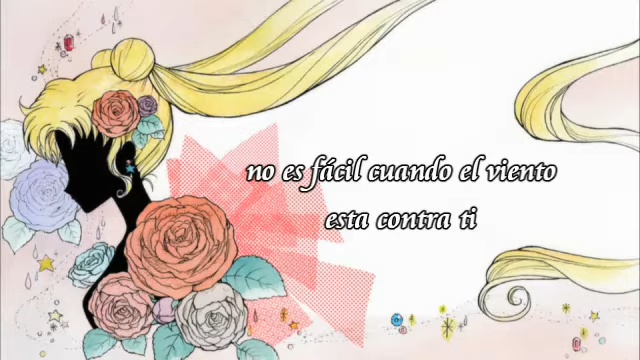 no es fácil cuando el viento
esta contra ti